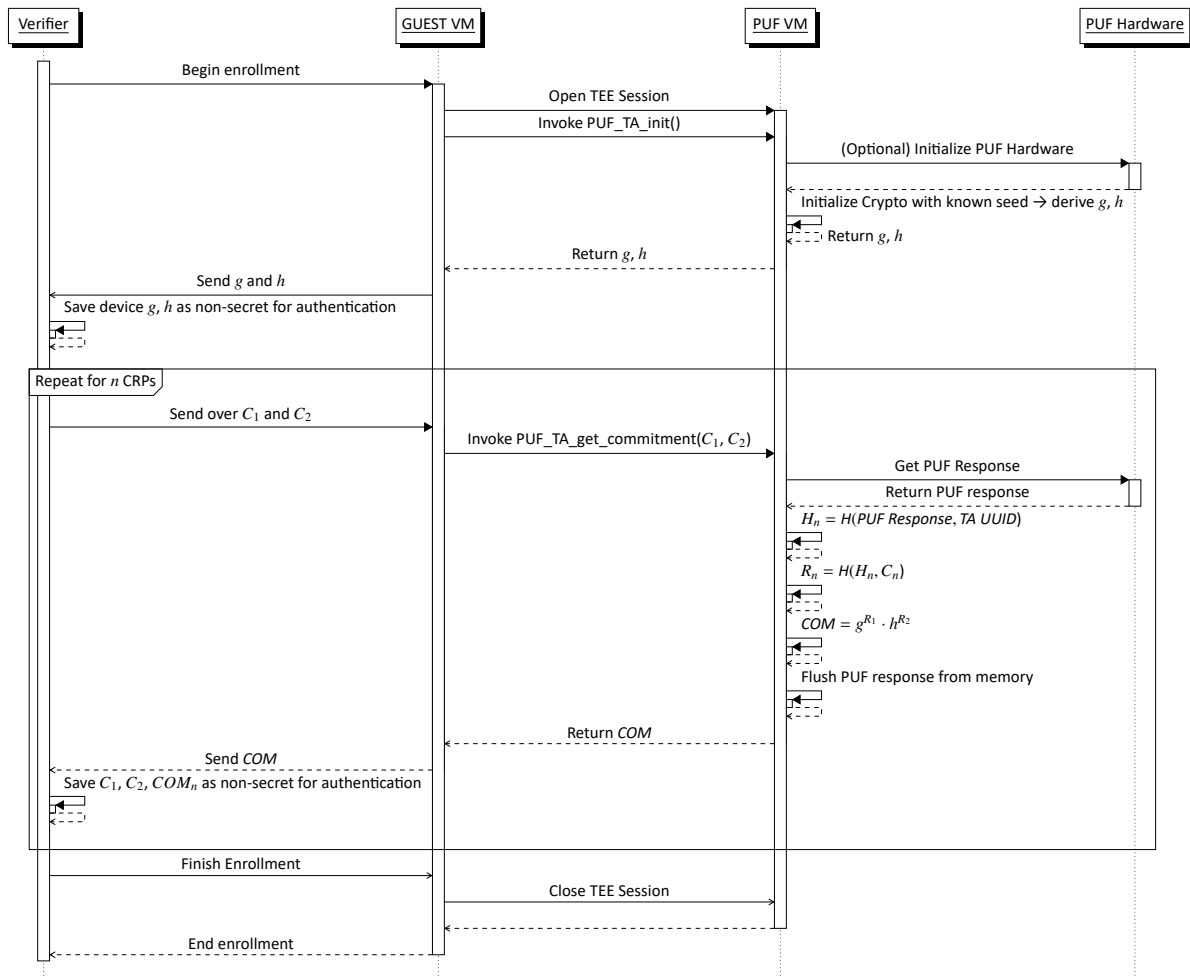 Verifier
GUEST VM
PUF VM
PUF Hardware
Begin enrollment
Open TEE Session
Invoke PUF_TA_init()
(Optional) Initialize PUF Hardware
Initialize Crypto with known seed → derive g, h
Return g, h
Return g, h
Send g and h
Save device g, h as non-secret for authentication
Repeat for n CRPs
Send over C₁ and C₂
Invoke PUF_TA_get_commitment(C₁, C₂)
Get PUF Response
Return PUF response
Hₙ = H(PUF Response, TA UUID)
Rₙ = H(Hₙ, Cₙ)
COM = g^{R₁} · h^{R₂}
Flush PUF response from memory
Return COM
Send COM
Save C₁, C₂, COMₙ as non-secret for authentication
Finish Enrollment
Close TEE Session
End enrollment